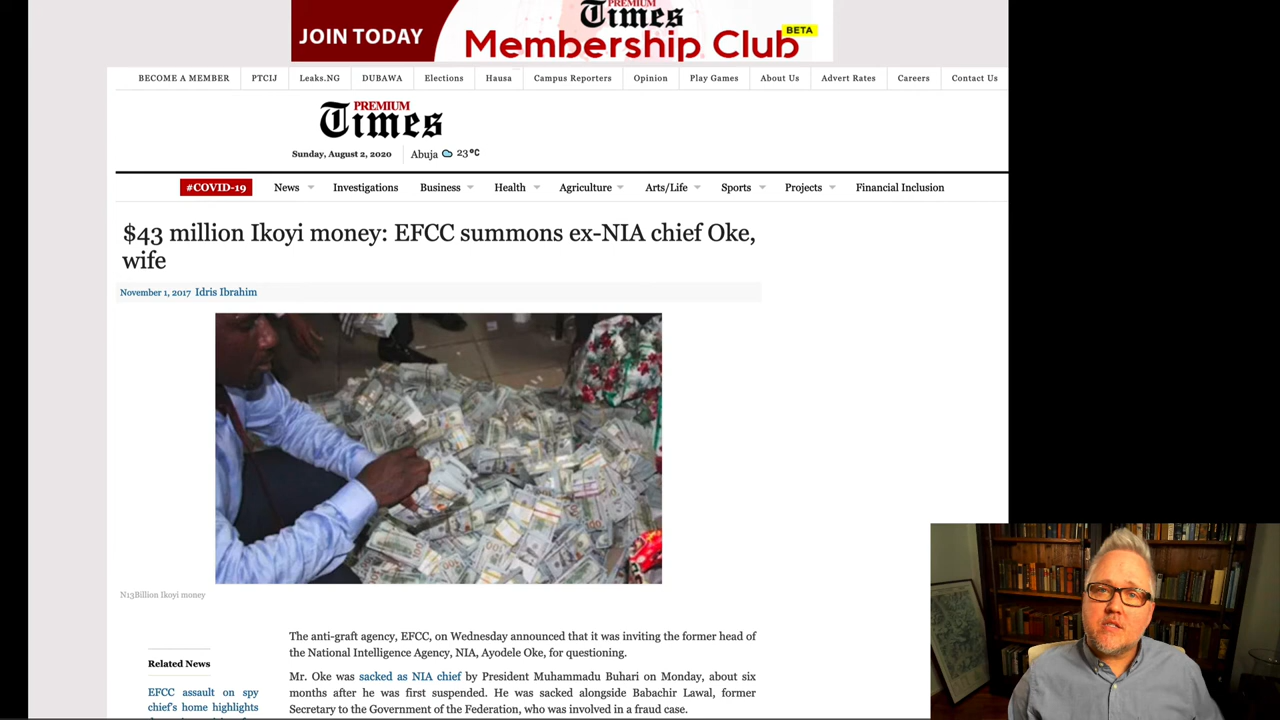 JOIN TODAY
PREMIUM
Times
Membership Club
BETA
BECOME A MEMBER PTCIJ Leaks.NG DUBAWA Elections Hausa Campus Reporters Opinion Play Games About Us Advert Rates Careers Contact Us
PREMIUM
Times
Sunday, August 2, 2020 Abuja 23°C
#COVID-19 News Investigations Business Health Agriculture Arts/Life Sports Projects Financial Inclusion
$43 million Ikoyi money: EFCC summons ex-NIA chief Oke,
wife
November 1, 2017 Idris Ibrahim
N13Billion Ikoyi money
The anti-graft agency, EFCC, on Wednesday announced that it was inviting the former head of
the National Intelligence Agency, NIA, Ayodele Oke, for questioning.
Mr. Oke was sacked as NIA chief by President Muhammadu Buhari on Monday, about six
months after he was first suspended. He was sacked alongside Babachir Lawal, former
Secretary to the Government of the Federation, who was involved in a fraud case.
Related News
EFCC assault on spy
chief's home highlights